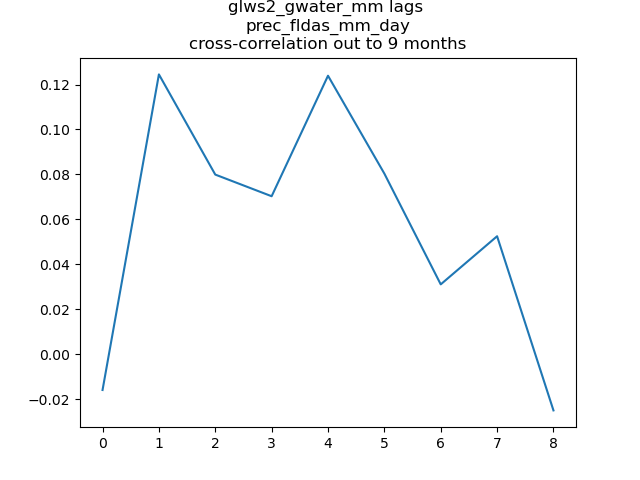 glws2_gwater_mm lags
prec_fldas_mm_day
cross-correlation out to 9 months
0.12
0.10
0.08
0.06
0.04
0.02
0.00
−0.02
0 1 2 3 4 5 6 7 8